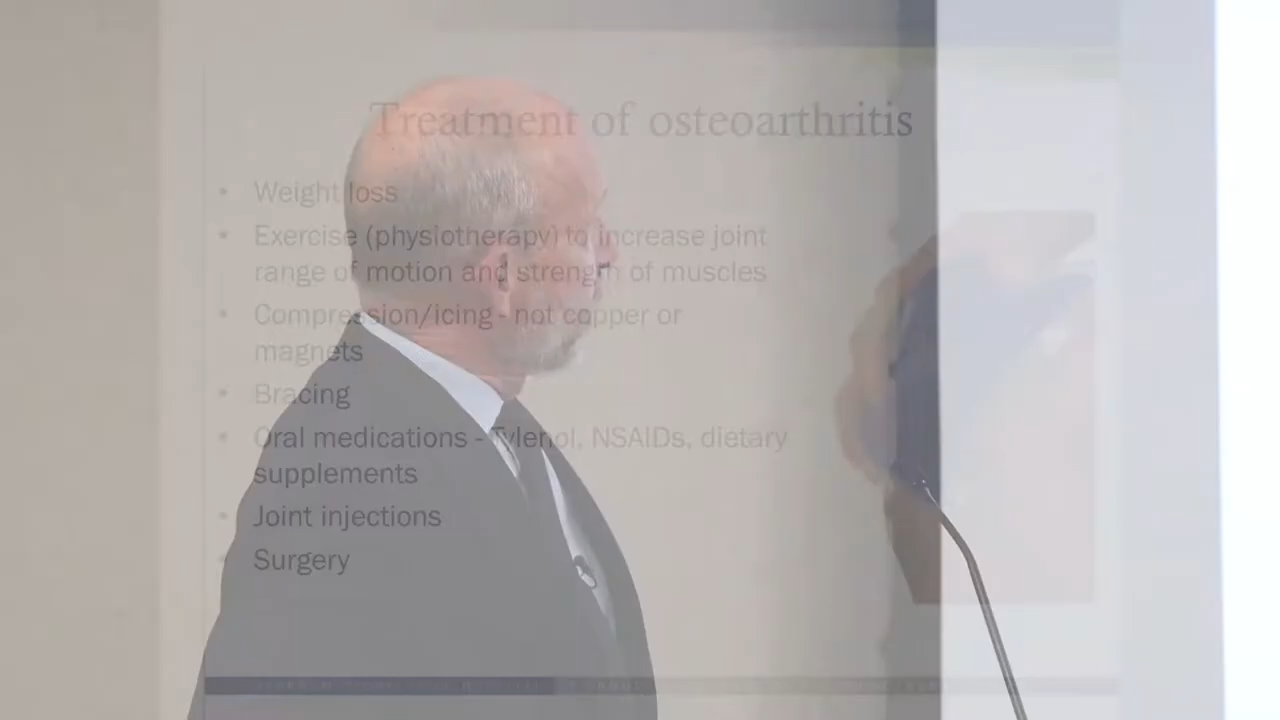 Treatment of osteoarthritis
• Weight loss
• Exercise (physiotherapy) to increase joint
range of motion and strength of muscles
• Compression/icing - not copper or
magnets
• Bracing
• Oral medications - Tylenol, NSAIDs, dietary
supplements
• Joint injections
• Surgery